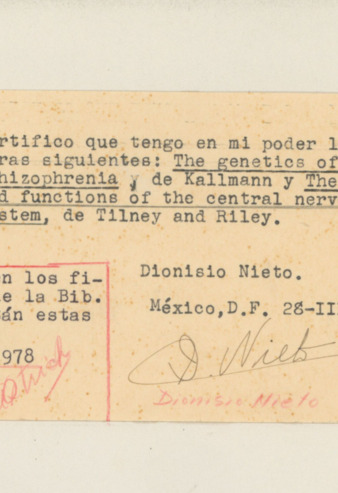 rtifico que tengo en mi poder l
ras siguientes: The genetics of
hizophrenia y de Kallmann y The
d functions of the central nerv
stem, de Tilney and Riley.
en los fi-
e la Bib.
án estas
1978
Dionisio Nieto.
México,D.F. 28-II
D. Nieto
Dionisio Nieto